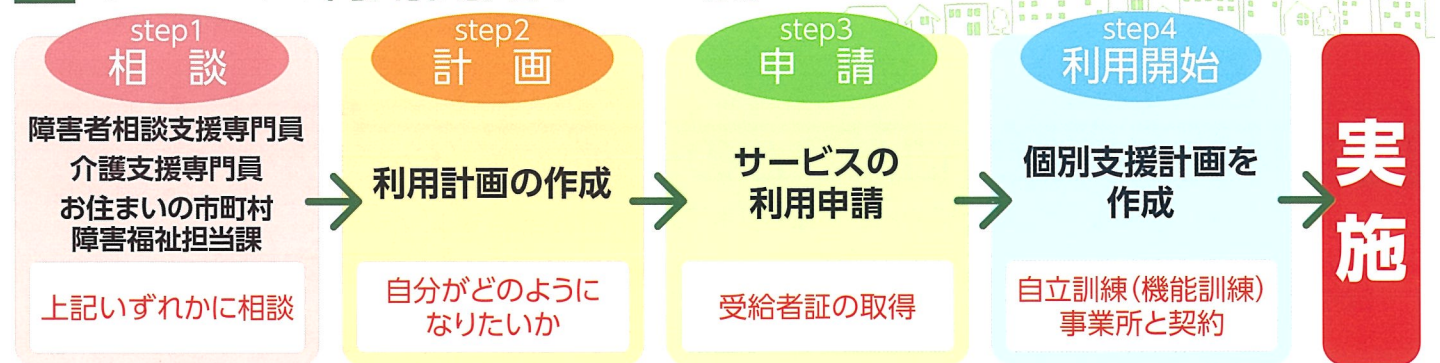 step1
相 談
障害者相談支援専門員
介護支援専門員
お住まいの市町村
障害福祉担当課
上記いずれかに相談
step2
計 画
利用計画の作成
自分がどのように
なりたいか
step3
申 請
サービスの
利用申請
受給者証の取得
step4
利用開始
個別支援計画を
作成
自立訓練(機能訓練)
事業所と契約
実施